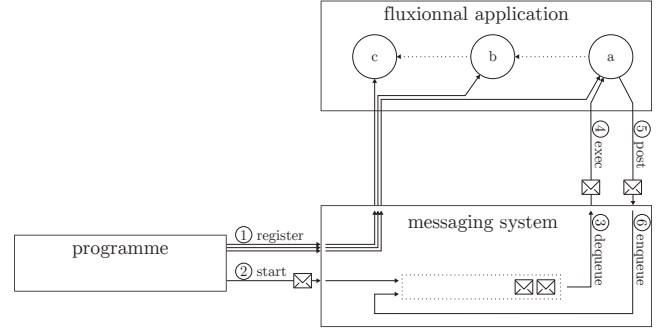 fluxionnal application
c
b
a
④ exec
⑤ post
① register
programme
messaging system
③ dequeue
⑥ enqueue
② start